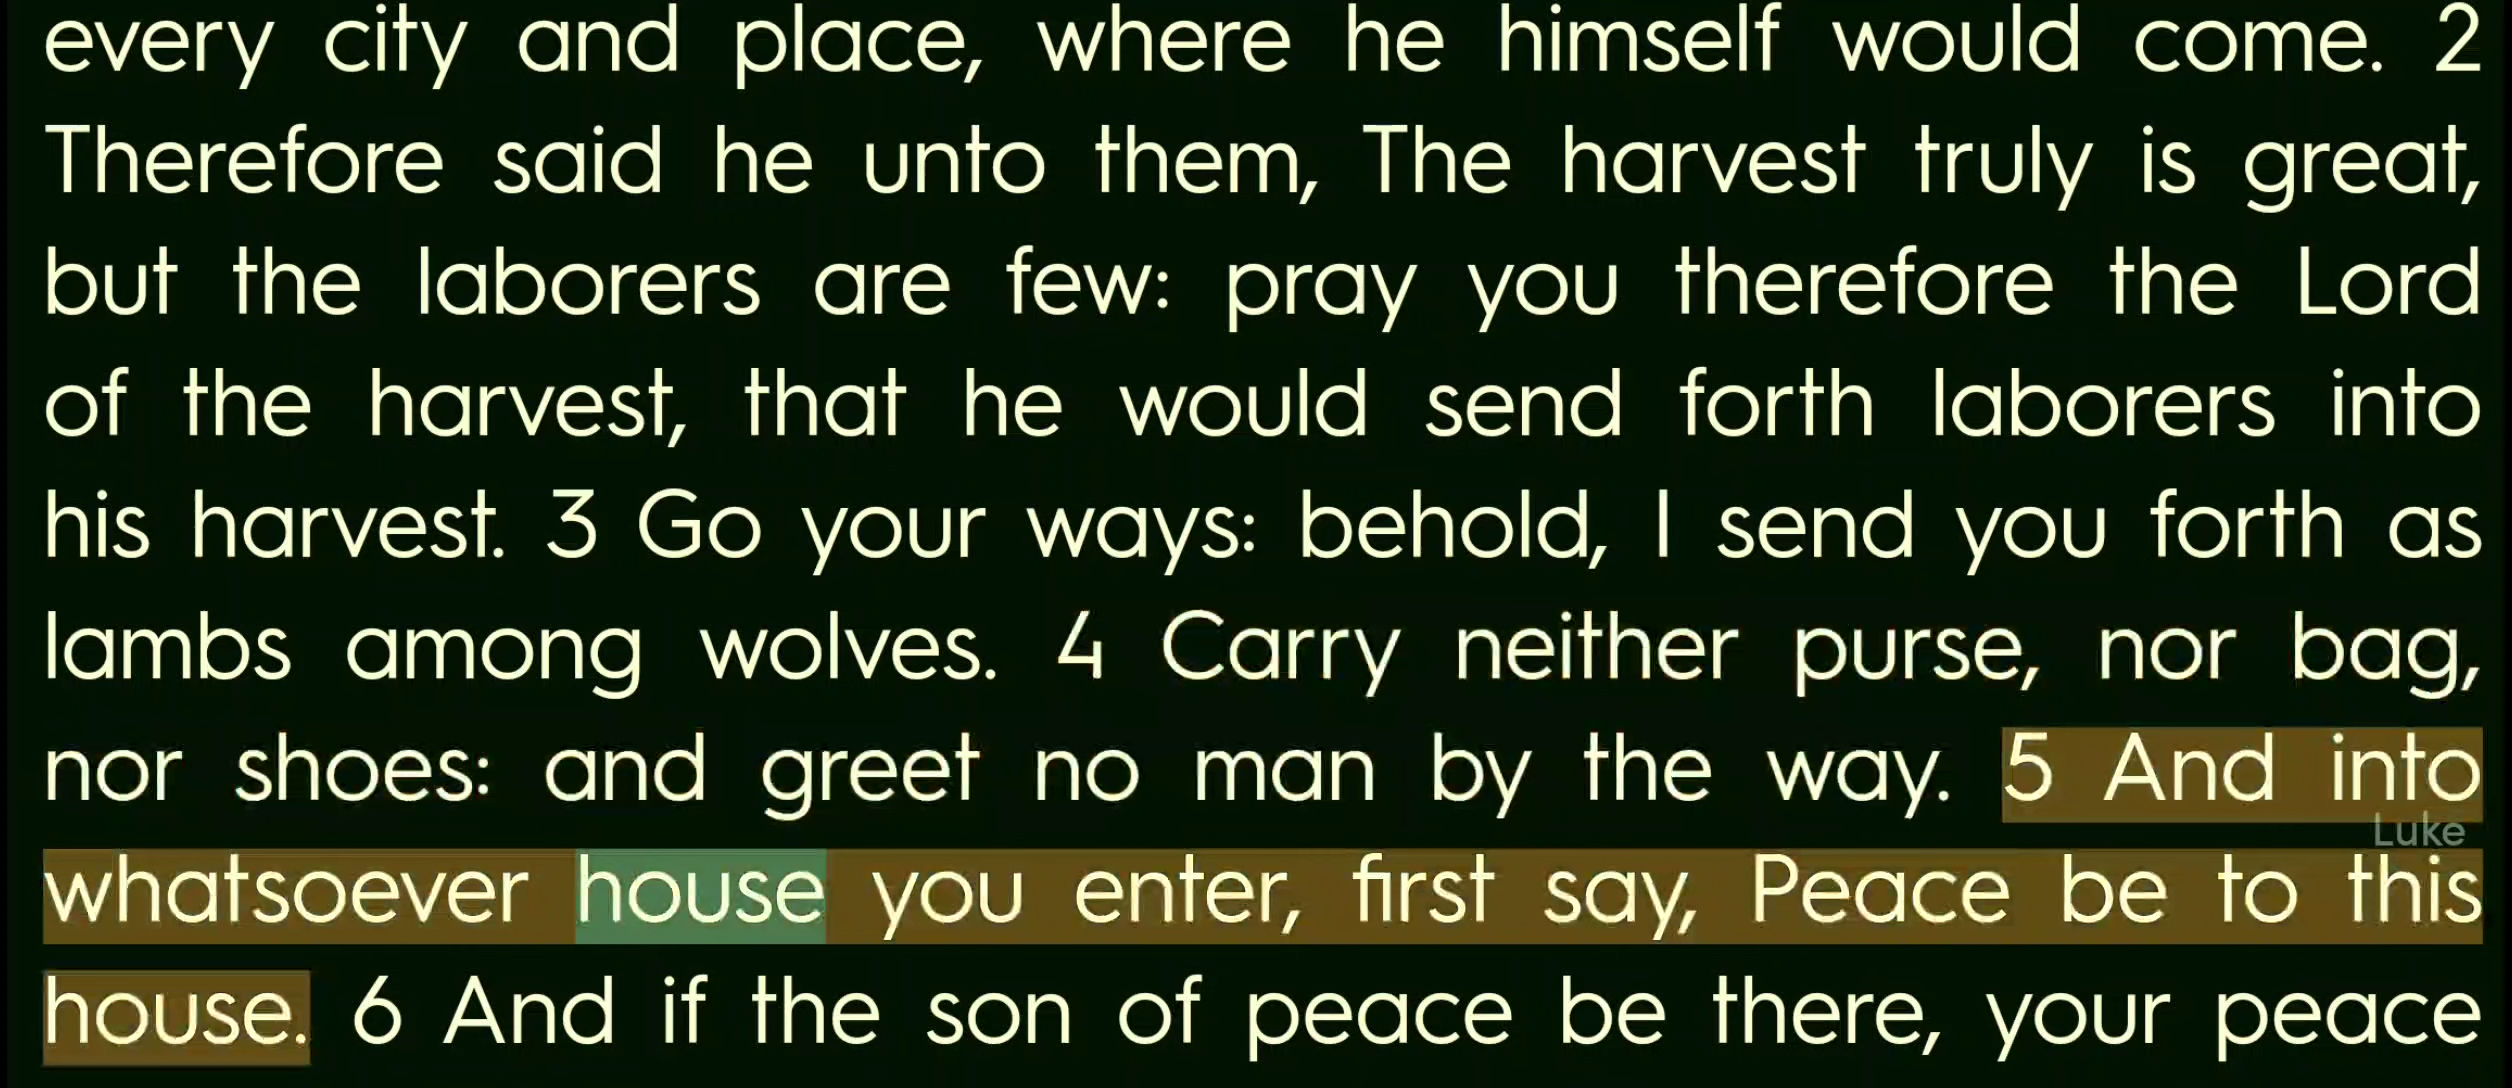 every city and place, where he himself would come. 2
Therefore said he unto them, The harvest truly is great,
but the laborers are few: pray you therefore the Lord
of the harvest, that he would send forth laborers into
his harvest. 3 Go your ways: behold, I send you forth as
lambs among wolves. 4 Carry neither purse, nor bag,
nor shoes: and greet no man by the way. 5 And into
Luke
whatsoever house you enter, first say, Peace be to this
house. 6 And if the son of peace be there, your peace